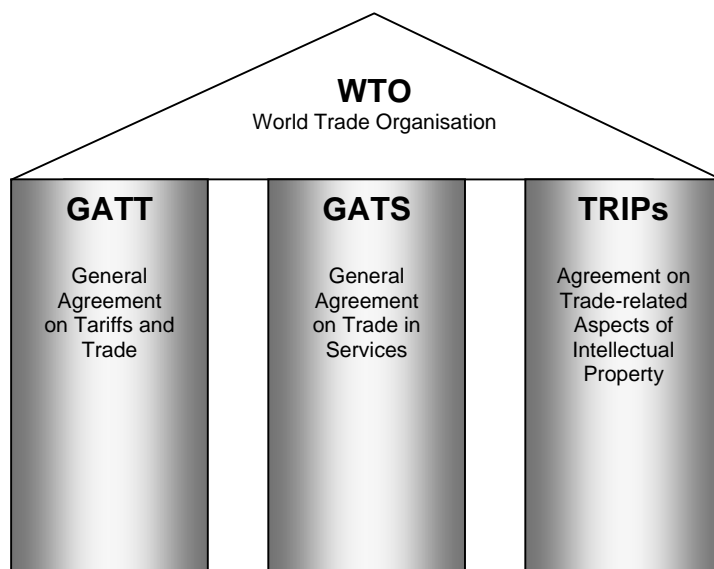 WTO
World Trade Organisation
GATT
General
Agreement
on Tariffs and
Trade
GATS
General
Agreement
on Trade in
Services
TRIPs
Agreement on
Trade-related
Aspects of
Intellectual
Property